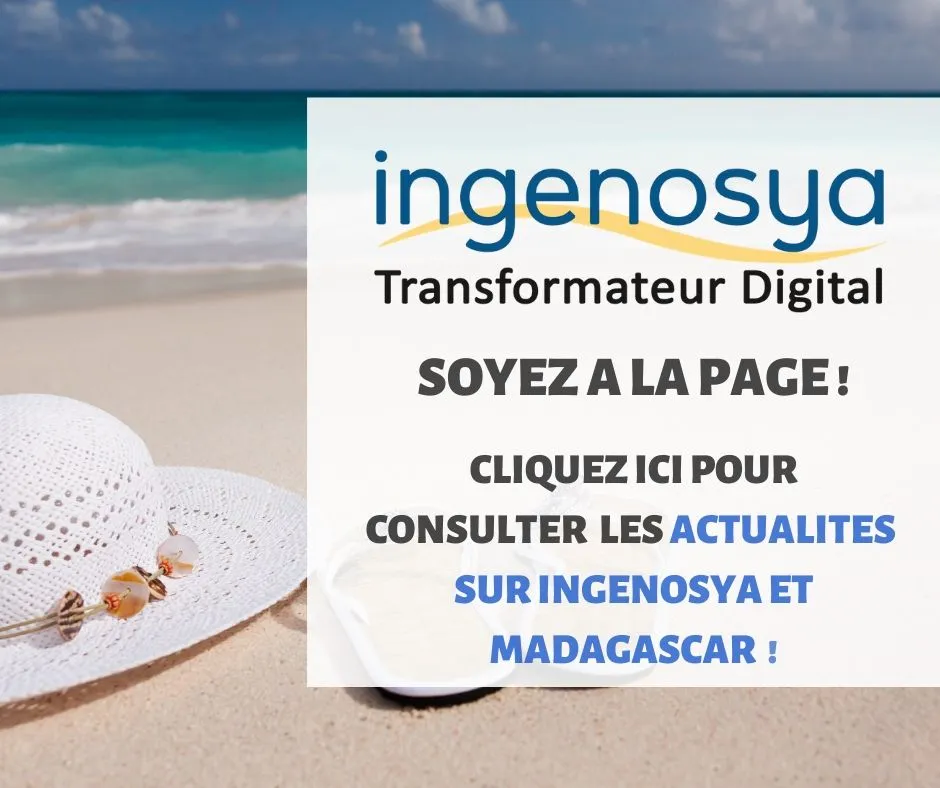 ingenosya
Transformateur Digital
SOYEZ A LA PAGE !
CLIQUEZ ICI POUR
CONSULTER LES ACTUALITES
SUR INGENOSYA ET
MADAGASCAR !